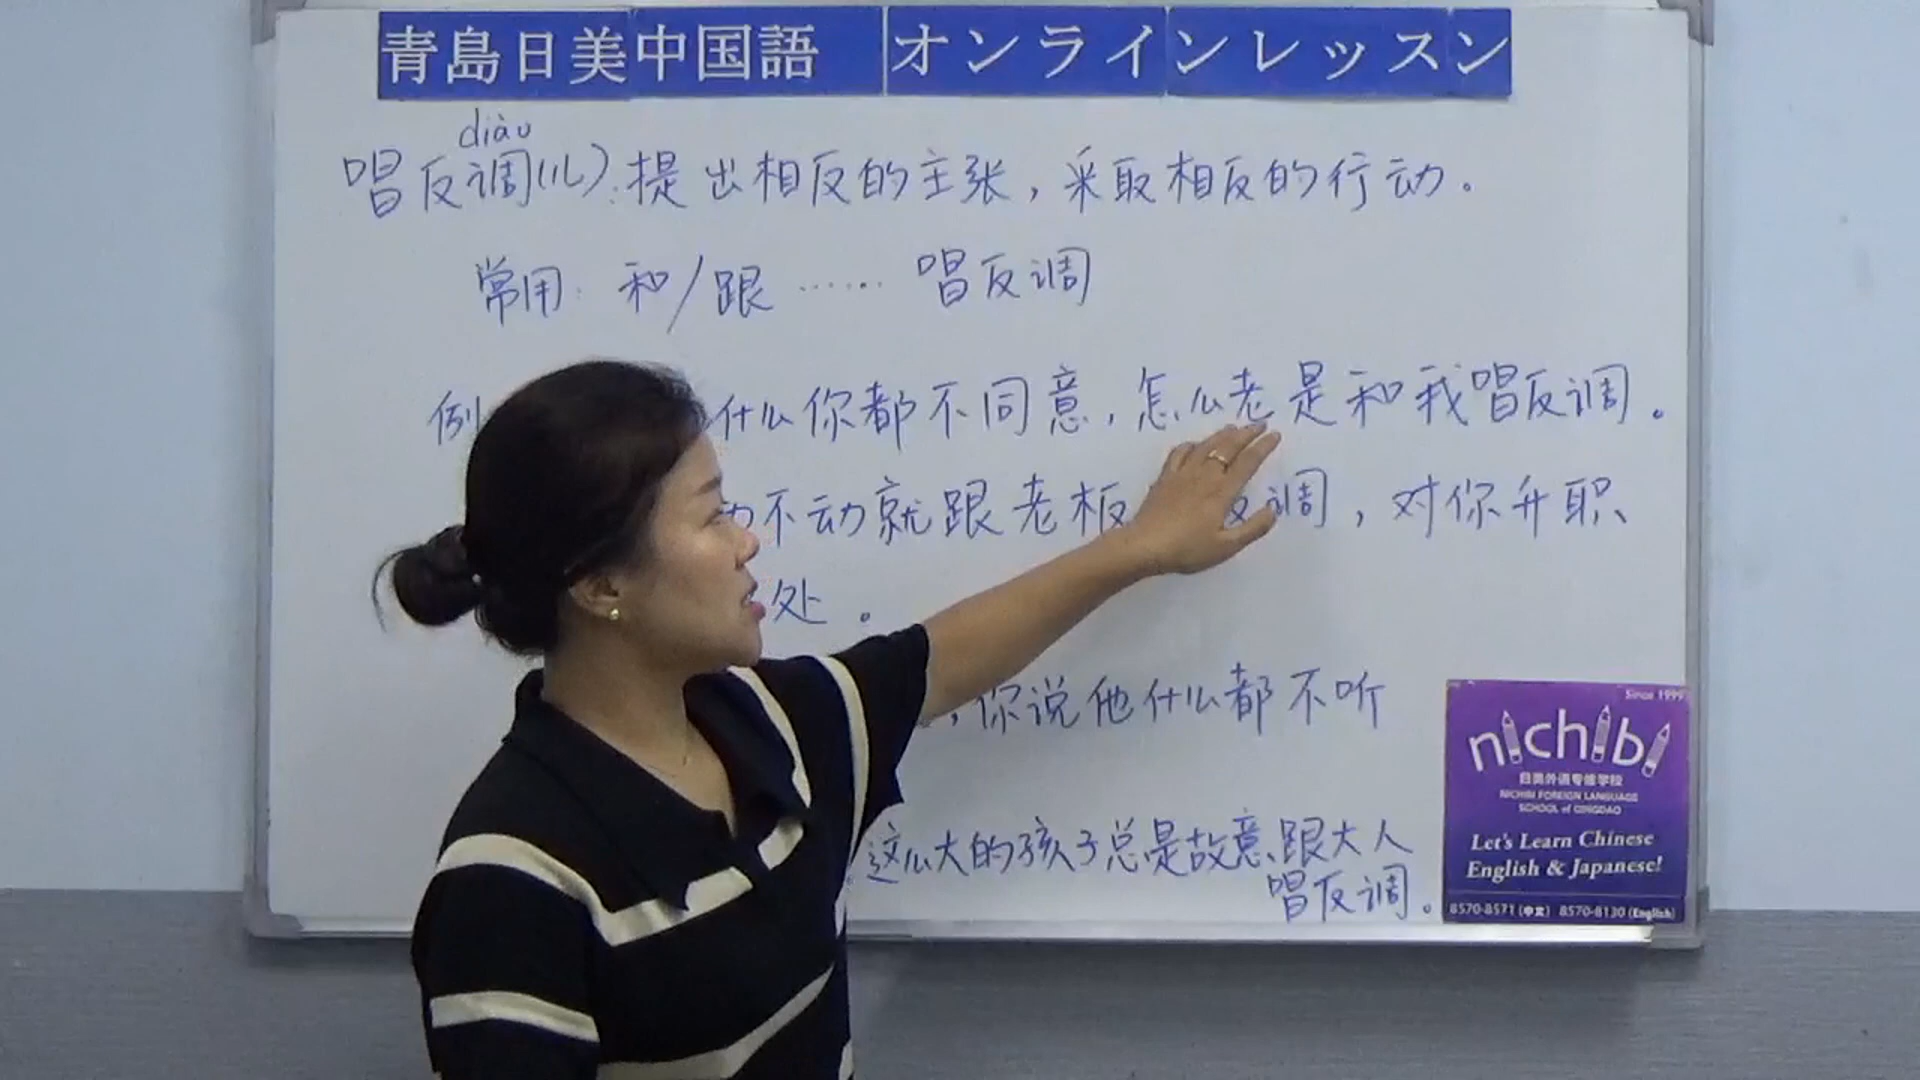 青島日美中国語 オンラインレッスン
diào
唱反调(儿):提出相反的主张,采取相反的行动。
常用: 和/跟 …… 唱反调
例 什么你都不同意,怎么老是和我唱反调。
动不动就跟老板 反调,对你升职
处。
,你说他什么都不听
这么大的孩子总是故意跟大人
唱反调。
Since 1999
nichibi
日美外语专修学校
NICHIBI FOREIGN LANGUAGE
SCHOOL of QINGDAO
Let's Learn Chinese
English & Japanese!
8570-8571 (中文) 8570-8130 (English)